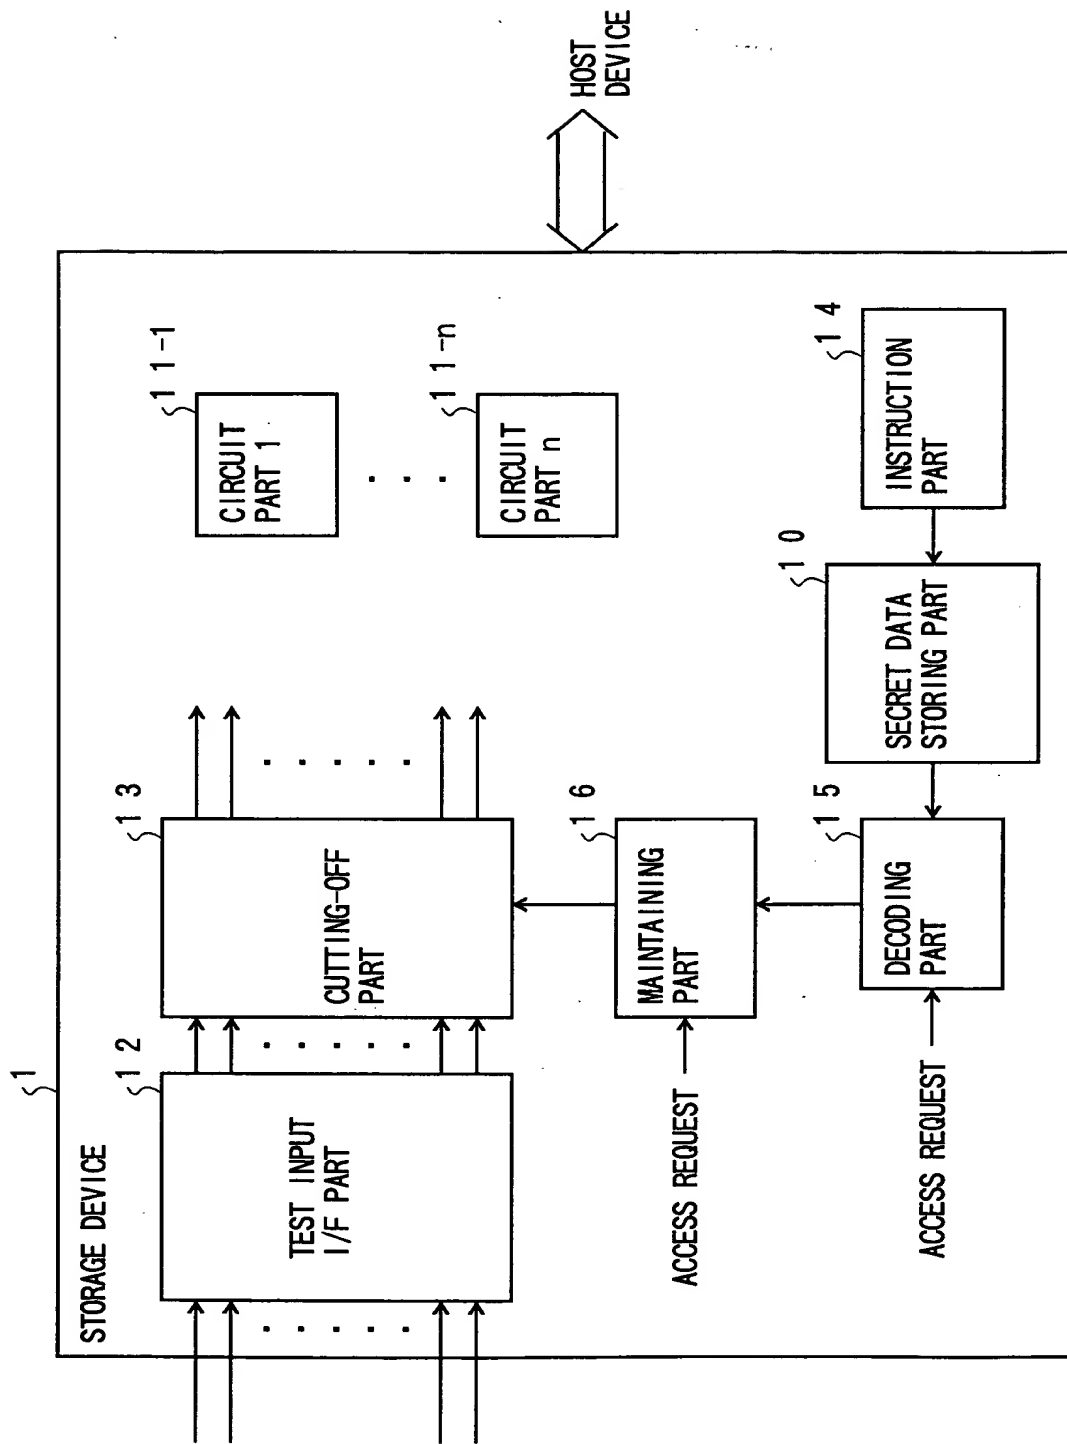 1
STORAGE DEVICE
12
TEST INPUT
I/F PART
13
CUTTING-OFF
PART
11-1
CIRCUIT
PART 1
11-n
CIRCUIT
PART n
HOST
DEVICE
ACCESS REQUEST
16
MAINTAINING
PART
ACCESS REQUEST
15
DECODING
PART
10
SECRET DATA
STORING PART
14
INSTRUCTION
PART